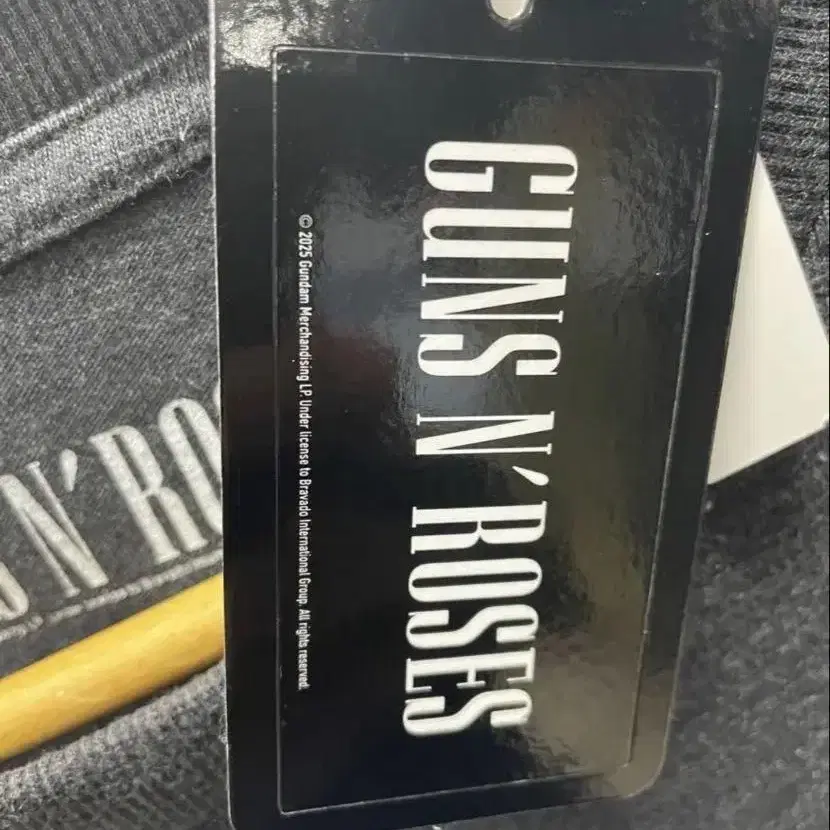 GUNS N' ROSES
© 2025 Gundam Merchandising LP. Under license to Bravado International Group. All rights reserved.
S N' RO